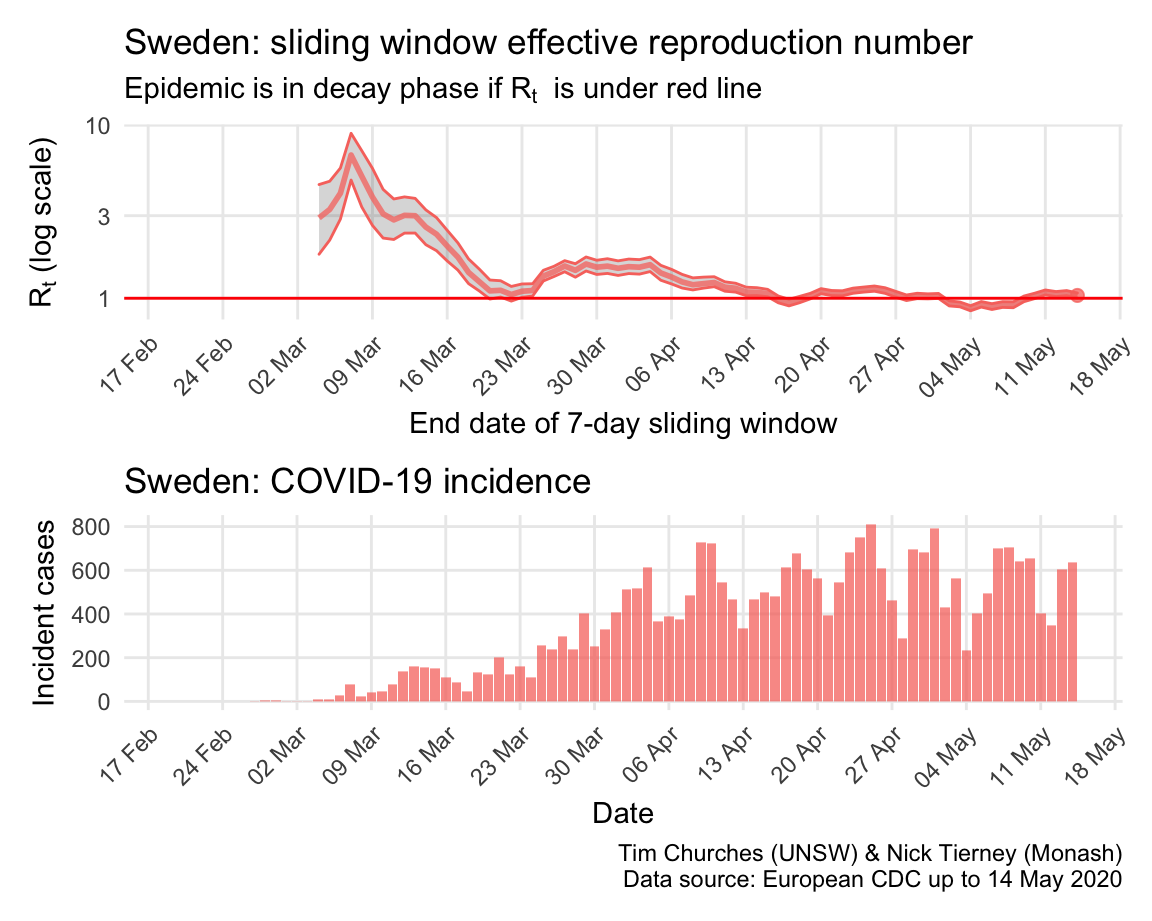 Sweden: sliding window effective reproduction number
Epidemic is in decay phase if Rt is under red line
10
3
1
Rt (log scale)
17 Feb
24 Feb
02 Mar
09 Mar
16 Mar
23 Mar
30 Mar
06 Apr
13 Apr
20 Apr
27 Apr
04 May
11 May
18 May
End date of 7-day sliding window
Sweden: COVID-19 incidence
800
600
400
200
0
Incident cases
17 Feb
24 Feb
02 Mar
09 Mar
16 Mar
23 Mar
30 Mar
06 Apr
13 Apr
20 Apr
27 Apr
04 May
11 May
18 May
Date
Tim Churches (UNSW) & Nick Tierney (Monash)
Data source: European CDC up to 14 May 2020